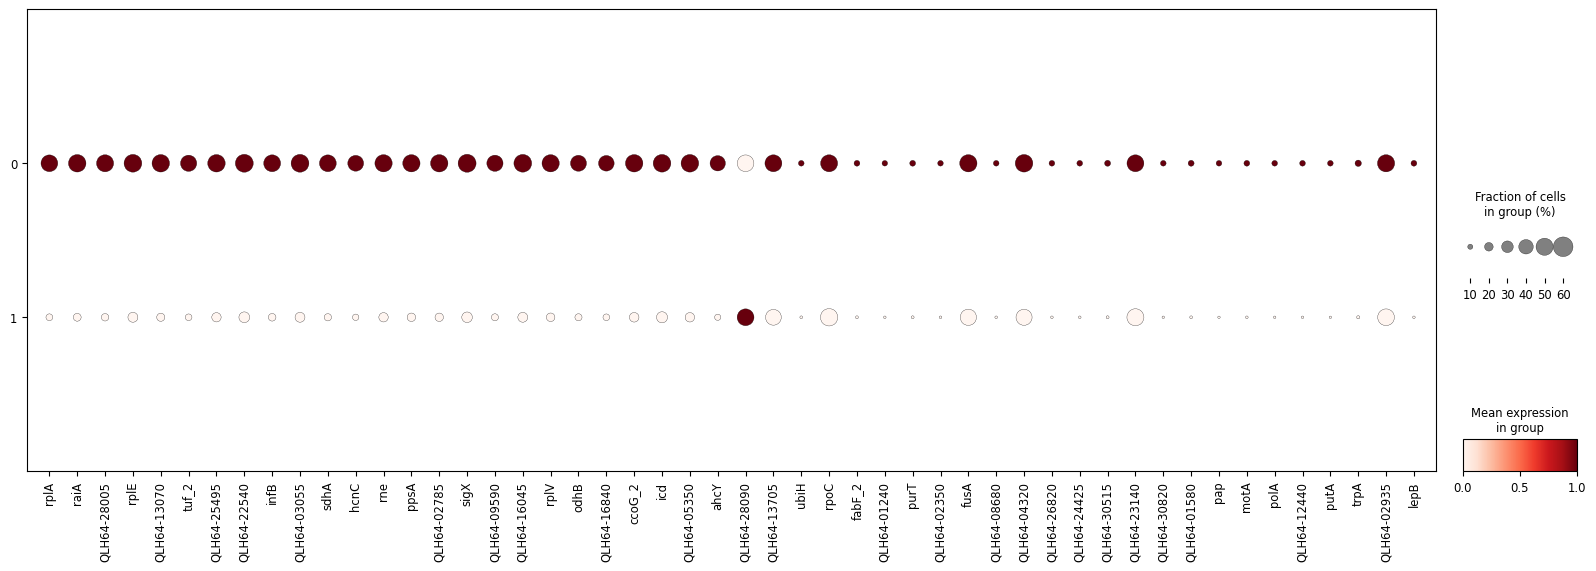 0
1
rplA
raiA
QLH64-28005
rplE
QLH64-13070
tuf_2
QLH64-25495
QLH64-22540
infB
QLH64-03055
sdhA
hcnC
rne
ppsA
QLH64-02785
sigX
QLH64-09590
QLH64-16045
rplV
odhB
QLH64-16840
ccoG_2
icd
QLH64-05350
ahcY
QLH64-28090
QLH64-13705
ubiH
rpoC
fabF_2
QLH64-01240
purT
QLH64-02350
fusA
QLH64-08680
QLH64-04320
QLH64-26820
QLH64-24425
QLH64-30515
QLH64-23140
QLH64-30820
QLH64-01580
pap
motA
polA
QLH64-12440
putA
trpA
QLH64-02935
lepB
Fraction of cells
in group (%)
10 20 30 40 50 60
Mean expression
in group
0.0 0.5 1.0